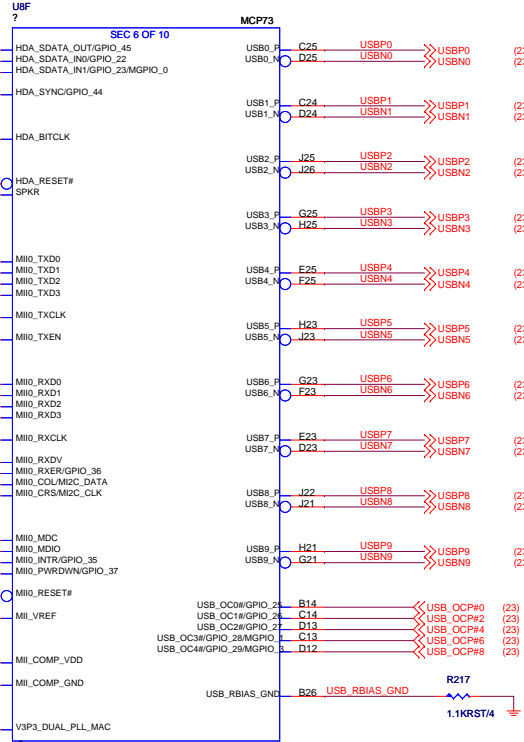 U8F
?
MCP73
SEC 6 OF 10
HDA_SDATA_OUT/GPIO_45
HDA_SDATA_IN0/GPIO_22
HDA_SDATA_IN1/GPIO_23/MGPIO_0
HDA_SYNC/GPIO_44
HDA_BITCLK
HDA_RESET#
SPKR
MII0_TXD0
MII0_TXD1
MII0_TXD2
MII0_TXD3
MII0_TXCLK
MII0_TXEN
MII0_RXD0
MII0_RXD1
MII0_RXD2
MII0_RXD3
MII0_RXCLK
MII0_RXDV
MII0_RXER/GPIO_36
MII0_COL/MI2C_DATA
MII0_CRS/MI2C_CLK
MII0_MDC
MII0_MDIO
MII0_INTR/GPIO_35
MII0_PWRDWN/GPIO_37
MII0_RESET#
MII_VREF
MII_COMP_VDD
MII_COMP_GND
V3P3_DUAL_PLL_MAC
USB0_P C25 USBP0 USBP0 (23
USB0_N D25 USBN0 USBN0 (23
USB1_P C24 USBP1 USBP1 (23
USB1_N D24 USBN1 USBN1 (23
USB2_P J25 USBP2 USBP2 (23
USB2_N J26 USBN2 USBN2 (23
USB3_P G25 USBP3 USBP3 (23
USB3_N H25 USBN3 USBN3 (23
USB4_P E25 USBP4 USBP4 (23
USB4_N F25 USBN4 USBN4 (23
USB5_P H23 USBP5 USBP5 (23
USB5_N J23 USBN5 USBN5 (23
USB6_P G23 USBP6 USBP6 (23
USB6_N F23 USBN6 USBN6 (23
USB7_P E23 USBP7 USBP7 (23
USB7_N D23 USBN7 USBN7 (23
USB8_P J22 USBP8 USBP8 (23
USB8_N J21 USBN8 USBN8 (23
USB9_P H21 USBP9 USBP9 (23
USB9_N G21 USBN9 USBN9 (23
USB_OC0#/GPIO_25 B14 USB_OCP#0 (23)
USB_OC1#/GPIO_26 C14 USB_OCP#2 (23)
USB_OC2#/GPIO_27 D13 USB_OCP#4 (23)
USB_OC3#/GPIO_28/MGPIO_1 C13 USB_OCP#6 (23)
USB_OC4#/GPIO_29/MGPIO_3 D12 USB_OCP#8 (23)
USB_RBIAS_GND B26 USB_RBIAS_GND
R217
1.1KRST/4